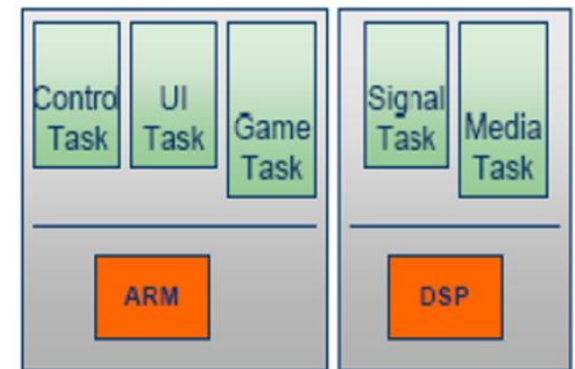 Control
Task
UI
Task
Game
Task
Signal
Task
Media
Task
ARM
DSP